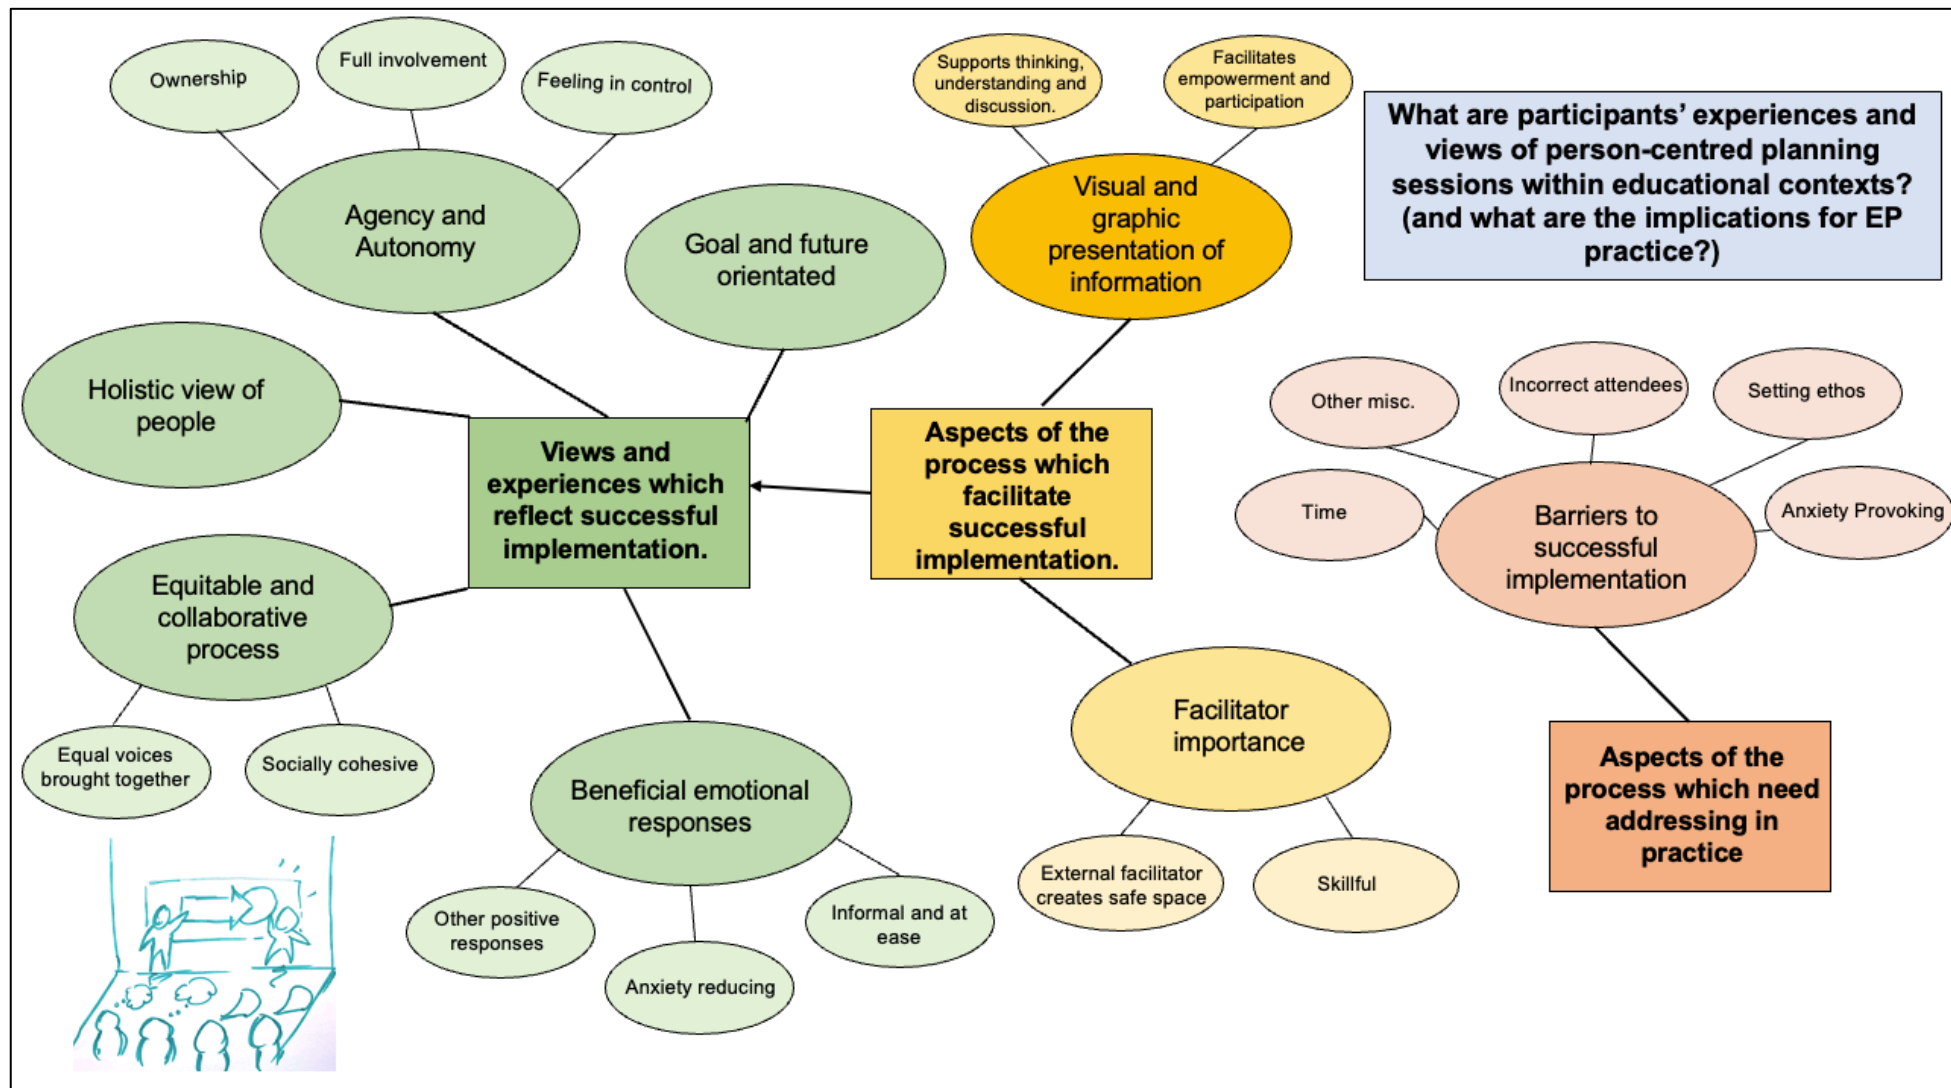 Ownership
Full involvement
Feeling in control
Agency and
Autonomy
Goal and future
orientated
Holistic view of
people
Views and
experiences which
reflect successful
implementation.
Equitable and
collaborative
process
Equal voices
brought together
Socially cohesive
Beneficial emotional
responses
Other positive
responses
Anxiety reducing
Informal and at
ease
Supports thinking,
understanding and
discussion.
Facilitates
empowerment and
participation
Visual and
graphic
presentation of
information
Aspects of the
process which
facilitate
successful
implementation.
Facilitator
importance
External facilitator
creates safe space
Skillful
What are participants’ experiences and
views of person-centred planning
sessions within educational contexts?
(and what are the implications for EP
practice?)
Other misc.
Incorrect attendees
Setting ethos
Time
Anxiety Provoking
Barriers to
successful
implementation
Aspects of the
process which need
addressing in
practice